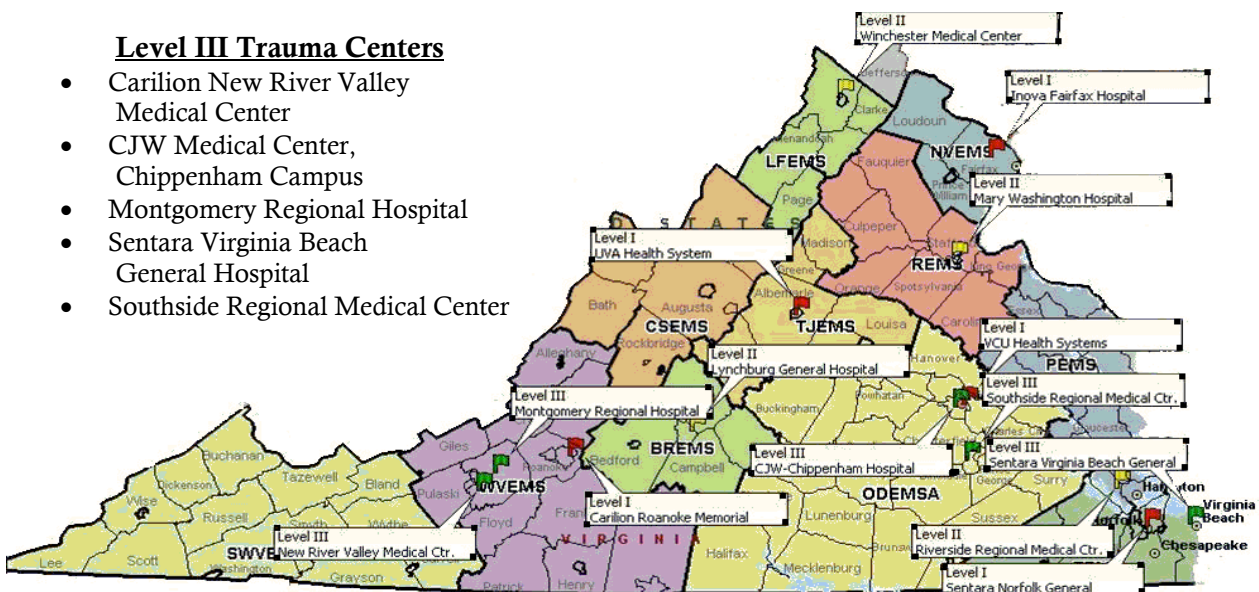 Level III Trauma Centers
• Carilion New River Valley
Medical Center
• CJW Medical Center,
Chippenham Campus
• Montgomery Regional Hospital
• Sentara Virginia Beach
General Hospital
• Southside Regional Medical Center
Level II
Winchester Medical Center
Level I
Inova Fairfax Hospital
Clarke
Loudoun
LFEMS
NVEMS
Fairfax
Fauquier
Prince
William
Level II
Mary Washington Hospital
Page
D STATES
Culpeper
Madison
Level I
UVA Health System
Greene
REMS
Orange
Spotsylvania
Albemarle
Bath
Augusta
CSEMS
TJEMS
Louisa
Rockbridge
Level I
VCU Health Systems
Hanover
PEMS
Alleghany
Level II
Lynchburg General Hospital
Level III
Southside Regional Medical Ctr.
Powhatan
Level III
Montgomery Regional Hospital
Buckingham
Gloucester
Giles
Roanoke
Bedford
BREMS
Campbell
Level III
CJW-Chippenham Hospital
Level III
Sentara Virginia Beach General
Buchanan
Dickenson
Tazewell
Bland
Pulaski
Wise
George
Surry
ODEMSA
Virginia
Beach
Level I
Carilion Roanoke Memorial
Russell
Floyd
Lunenburg
Sussex
Level III
New River Valley Medical Ctr.
VIRGINIA
Level II
Riverside Regional Medical Ctr.
Chesapeake
Lee
Scott
Washington
Grayson
Patrick
Henry
Halifax
Mecklenburg
Level I
Sentara Norfolk General